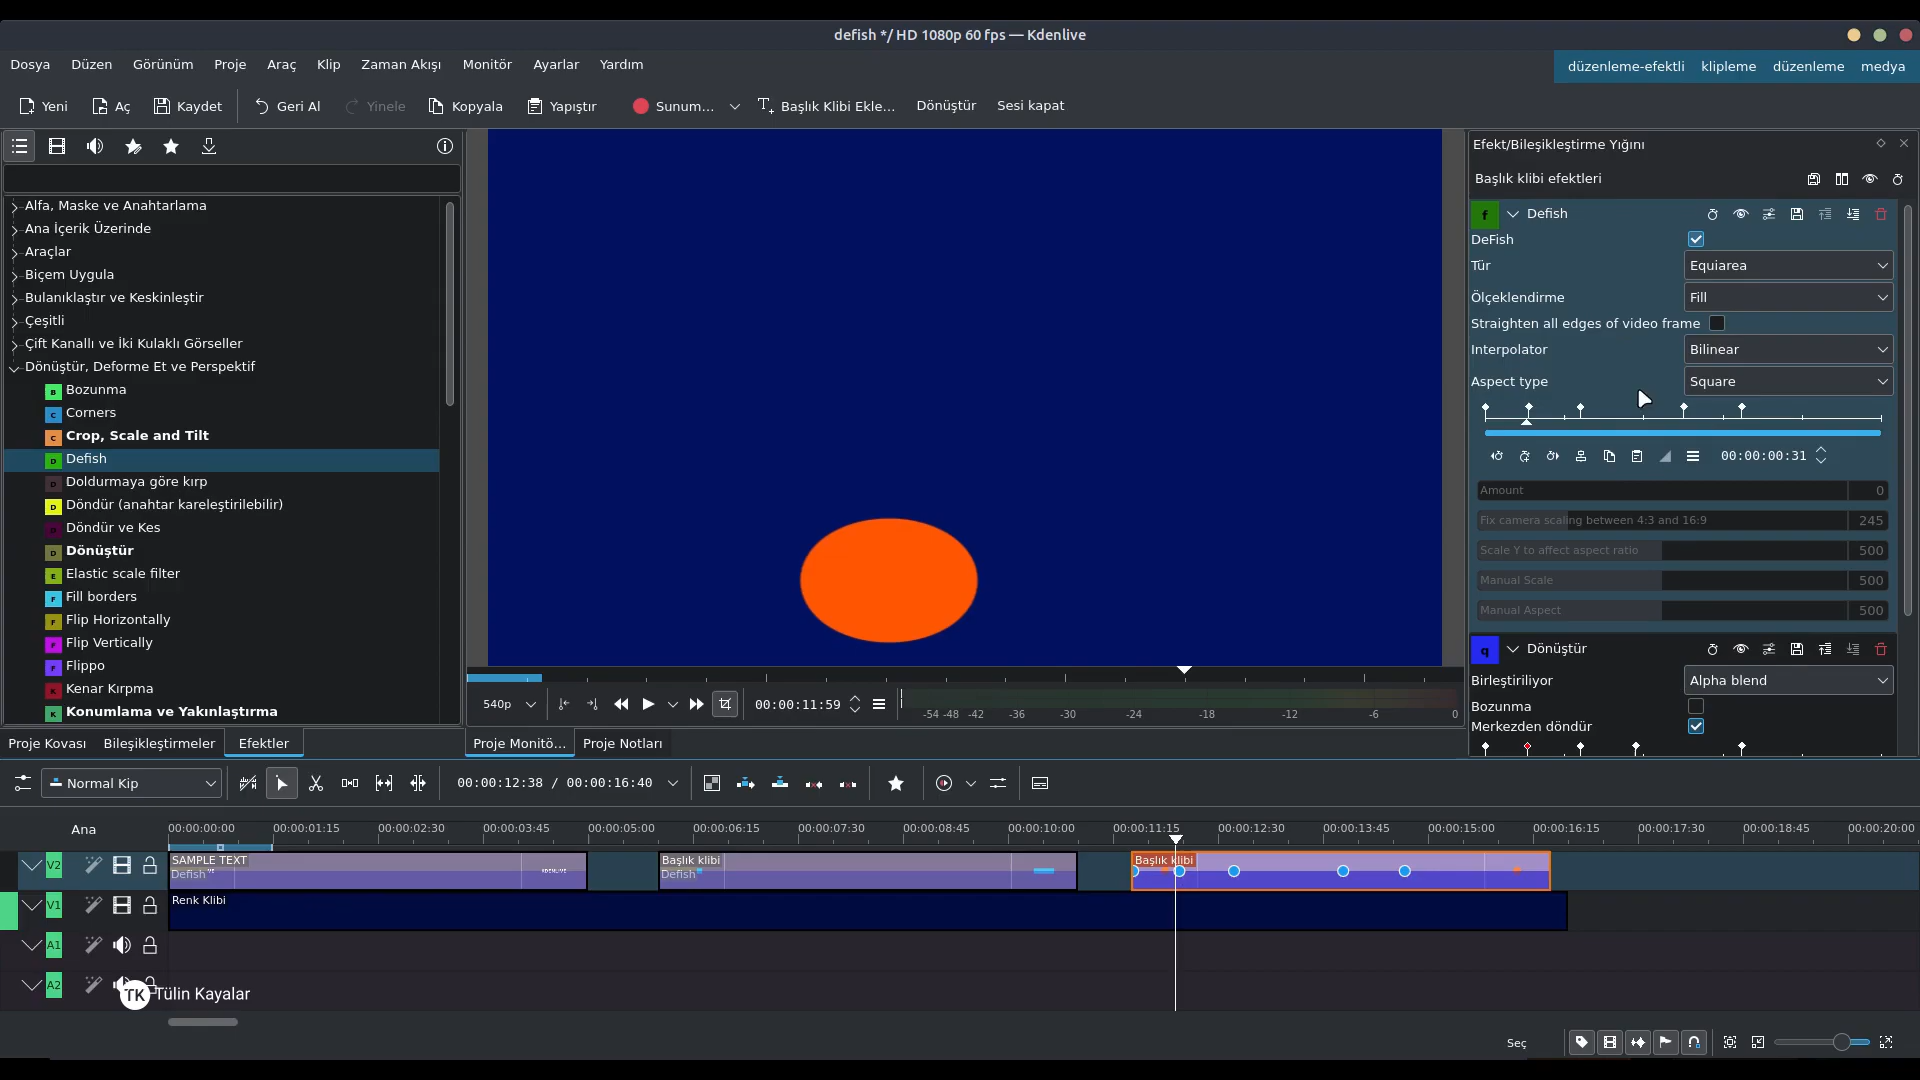 defish */ HD 1080p 60 fps — Kdenlive
Dosya Düzen Görünüm Proje Araç Klip Zaman Akışı Monitör Ayarlar Yardım
düzenleme-efektli klipleme düzenleme medya
Yeni Aç Kaydet Geri Al Yinele Kopyala Yapıştır Sunum... Başlık Klibi Ekle... Dönüştür Sesi kapat
Alfa, Maske ve Anahtarlama
Ana İçerik Üzerinde
Araçlar
Biçem Uygula
Bulanıklaştır ve Keskinleştir
Çeşitli
Çift Kanallı ve İki Kulaklı Görseller
Dönüştür, Deforme Et ve Perspektif
B Bozunma
C Corners
C Crop, Scale and Tilt
D Defish
D Doldurmaya göre kırp
D Döndür (anahtar kareleştirilebilir)
D Döndür ve Kes
D Dönüştür
E Elastic scale filter
F Fill borders
F Flip Horizontally
F Flip Vertically
F Flippo
K Kenar Kırpma
K Konumlama ve Yakınlaştırma
Proje Kovası Bileşikleştirmeler Efektler
540p 00:00:11:59
-54 -48 -42 -36 -30 -24 -18 -12 -6 0
Proje Monitö... Proje Notları
Efekt/Bileşikleştirme Yığını
Başlık klibi efektleri
f Defish
DeFish
Tür Equiarea
Ölçeklendirme Fill
Straighten all edges of video frame
Interpolator Bilinear
Aspect type Square
00:00:00:31
Amount 0
Fix camera scaling between 4:3 and 16:9 245
Scale Y to affect aspect ratio 500
Manual Scale 500
Manual Aspect 500
q Dönüştür
Birleştiriliyor Alpha blend
Bozunma
Merkezden döndür
Normal Kip 00:00:12:38 / 00:00:16:40
Ana 00:00:00:00 00:00:01:15 00:00:02:30 00:00:03:45 00:00:05:00 00:00:06:15 00:00:07:30 00:00:08:45 00:00:10:00 00:00:11:15 00:00:12:30 00:00:13:45 00:00:15:00 00:00:16:15 00:00:17:30 00:00:18:45 00:00:20:00
V2 SAMPLE TEXT Başlık klibi Başlık klibi
Defish KDENLIVE Defish
V1 Renk Klibi
A1
A2
TK Tülin Kayalar
Seç